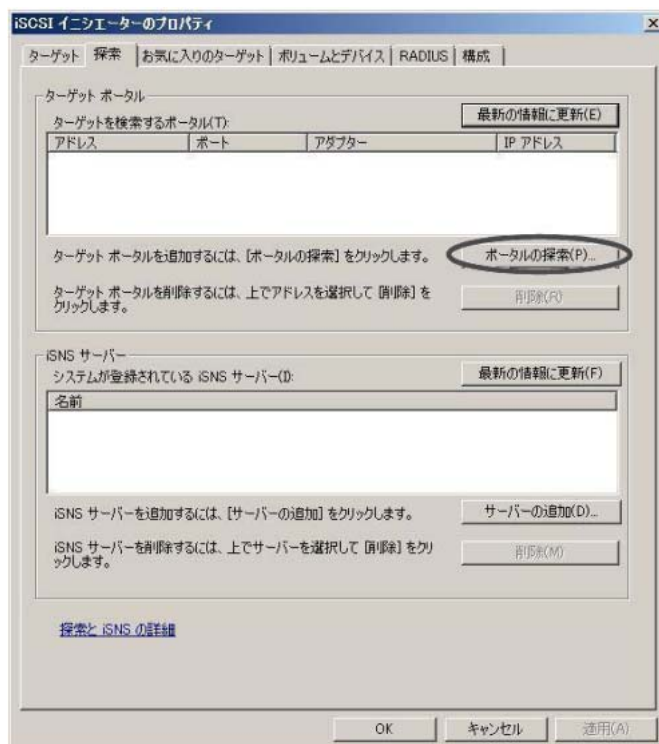 iSCSI イニシエーターのプロパティ
ターゲット 探索 お気に入りのターゲット ボリュームとデバイス RADIUS 構成
ターゲット ポータル
ターゲットを検索するポータル(T):
最新の情報に更新(E)
アドレス ポート アダプター IP アドレス
ターゲット ポータルを追加するには、[ポータルの探索] をクリックします。
ポータルの探索(P)...
ターゲット ポータルを削除するには、上でアドレスを選択して [削除] を
クリックします。
削除(R)
iSNS サーバー
システムが登録されている iSNS サーバー(I):
最新の情報に更新(F)
名前
iSNS サーバーを追加するには、[サーバーの追加] をクリックします。
サーバーの追加(D)...
iSNS サーバーを削除するには、上でサーバーを選択して [削除] をクリ
ックします。
削除(M)
探索と iSNS の詳細
OK キャンセル 適用(A)